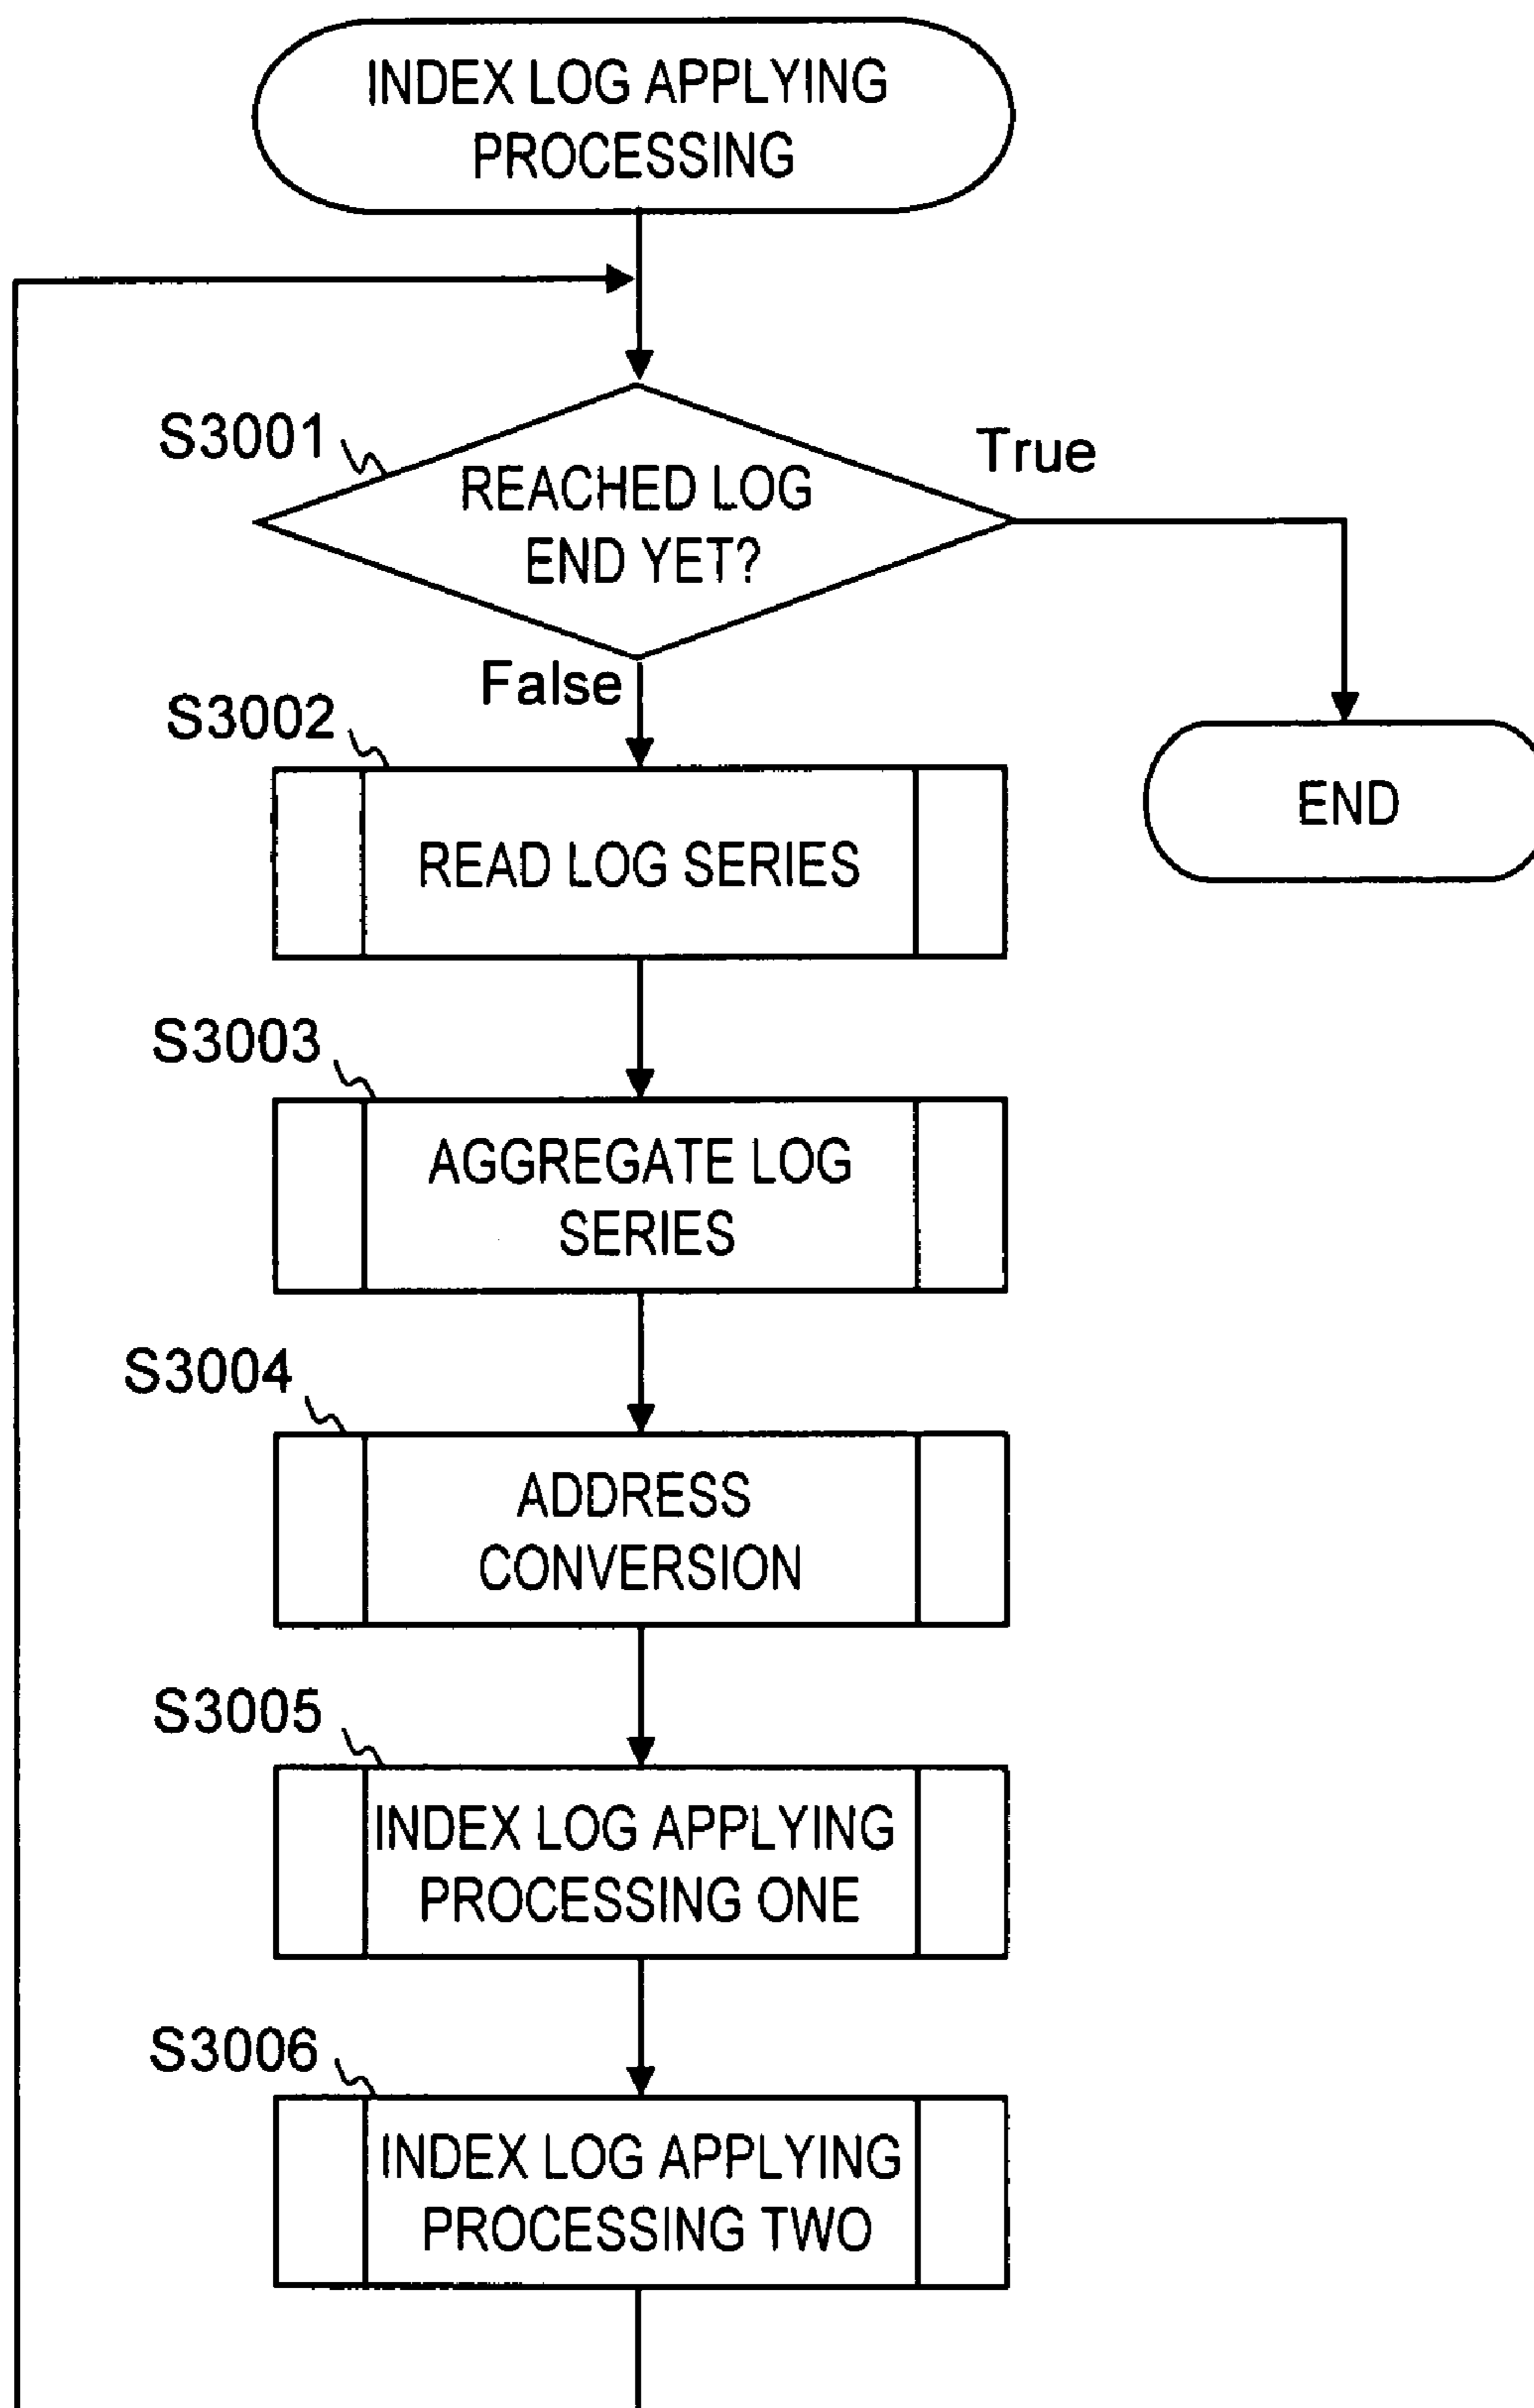 INDEX LOG APPLYING
PROCESSING
S3001
REACHED LOG
END YET?
True
False
S3002
READ LOG SERIES
END
S3003
AGGREGATE LOG
SERIES
S3004
ADDRESS
CONVERSION
S3005
INDEX LOG APPLYING
PROCESSING ONE
S3006
INDEX LOG APPLYING
PROCESSING TWO